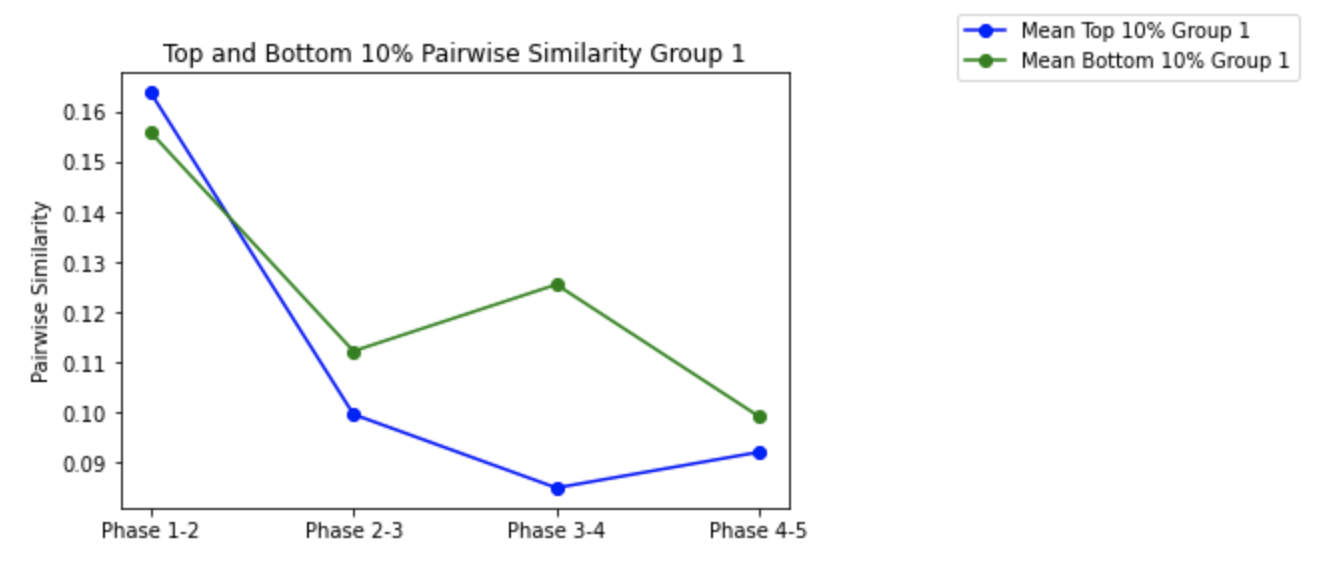 Mean Top 10% Group 1
Mean Bottom 10% Group 1
Top and Bottom 10% Pairwise Similarity Group 1
Pairwise Similarity
0.16
0.15
0.14
0.13
0.12
0.11
0.10
0.09
Phase 1-2 Phase 2-3 Phase 3-4 Phase 4-5